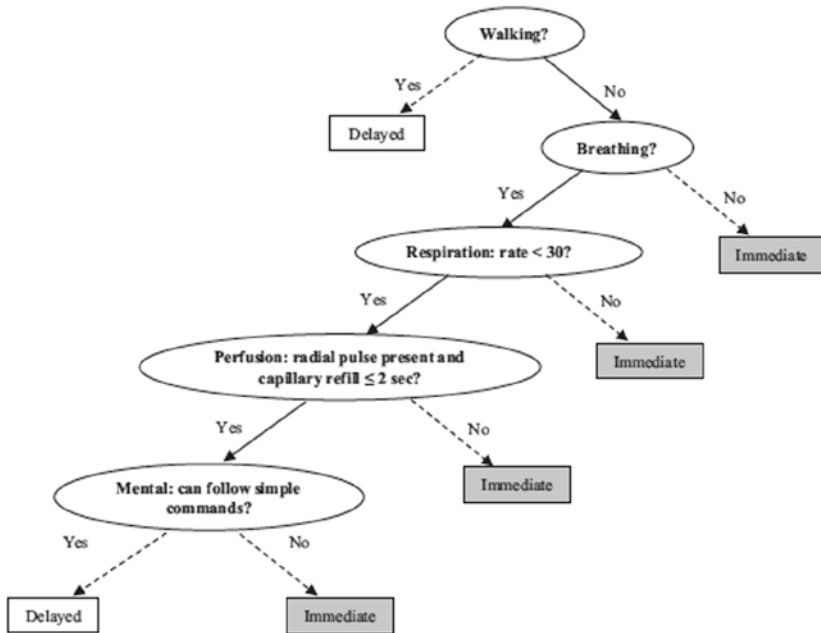 Walking?
Yes
No
Delayed
Breathing?
Yes
No
Respiration: rate < 30?
Immediate
Yes
No
Perfusion: radial pulse present and
capillary refill ≤ 2 sec?
Immediate
Yes
No
Mental: can follow simple
commands?
Immediate
Yes
No
Delayed
Immediate